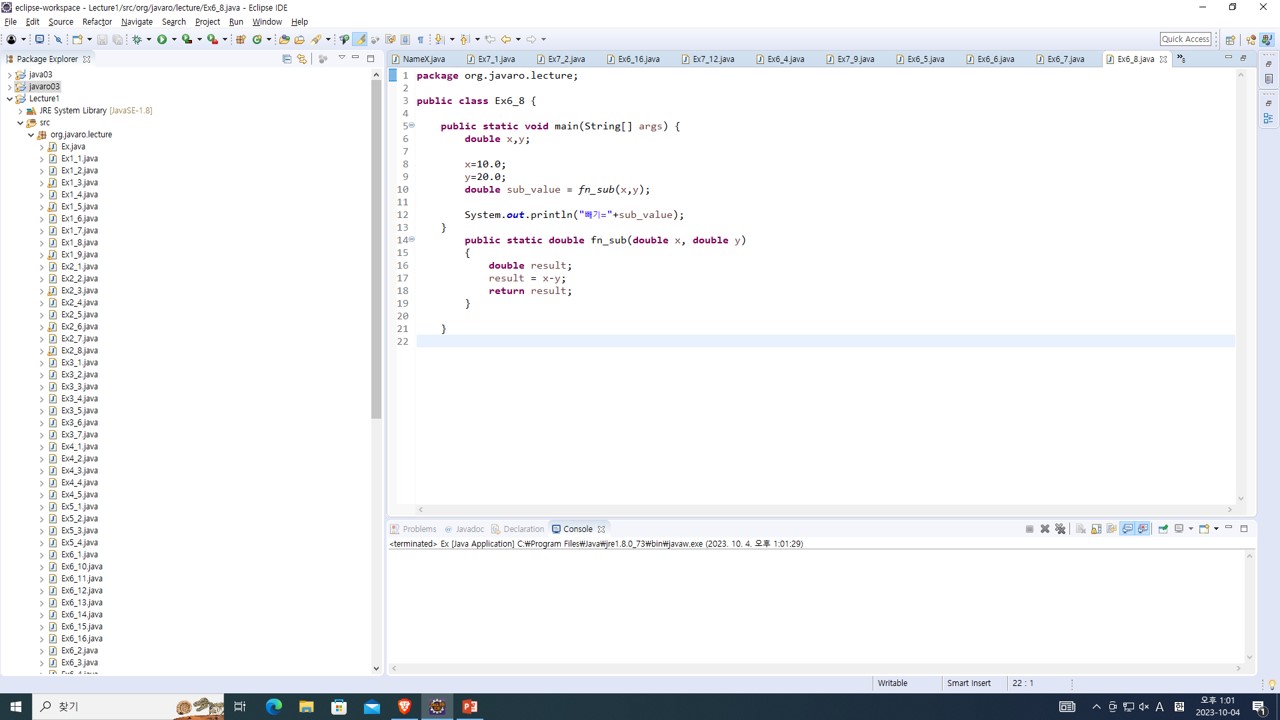 eclipse-workspace - Lecture1/src/org/javaro/lecture/Ex6_8.java - Eclipse IDE
File Edit Source Refactor Navigate Search Project Run Window Help
Quick Access
Package Explorer
NameX.java Ex7_1.java Ex7_2.java Ex6_16.java Ex7_12.java Ex6_4.java Ex7_9.java Ex6_5.java Ex6_6.java Ex6_7.java Ex6_8.java
java03
javaro03
Lecture1
JRE System Library [JavaSE-1.8]
src
org.javaro.lecture
Ex.java
Ex1_1.java
Ex1_2.java
Ex1_3.java
Ex1_4.java
Ex1_5.java
Ex1_6.java
Ex1_7.java
Ex1_8.java
Ex1_9.java
Ex2_1.java
Ex2_2.java
Ex2_3.java
Ex2_4.java
Ex2_5.java
Ex2_6.java
Ex2_7.java
Ex2_8.java
Ex3_1.java
Ex3_2.java
Ex3_3.java
Ex3_4.java
Ex3_5.java
Ex3_6.java
Ex3_7.java
Ex4_1.java
Ex4_2.java
Ex4_3.java
Ex4_4.java
Ex4_5.java
Ex5_1.java
Ex5_2.java
Ex5_3.java
Ex5_4.java
Ex6_1.java
Ex6_10.java
Ex6_11.java
Ex6_12.java
Ex6_13.java
Ex6_14.java
Ex6_15.java
Ex6_16.java
Ex6_2.java
Ex6_3.java
1 package org.javaro.lecture;
2
3 public class Ex6_8 {
4
5 public static void main(String[] args) {
6 double x,y;
7
8 x=10.0;
9 y=20.0;
10 double sub_value = fn_sub(x,y);
11
12 System.out.println("빼기="+sub_value);
13 }
14 public static double fn_sub(double x, double y)
15 {
16 double result;
17 result = x-y;
18 return result;
19 }
20
21 }
22
Problems Javadoc Declaration Console
<terminated> Ex [Java Application] C:₩Program Files₩Java₩jre1.8.0_73₩bin₩javaw.exe (2023. 10. 4. 오후 1:01:29)
Writable Smart Insert 22 : 1
찾기
A 한
오후 1:01
2023-10-04